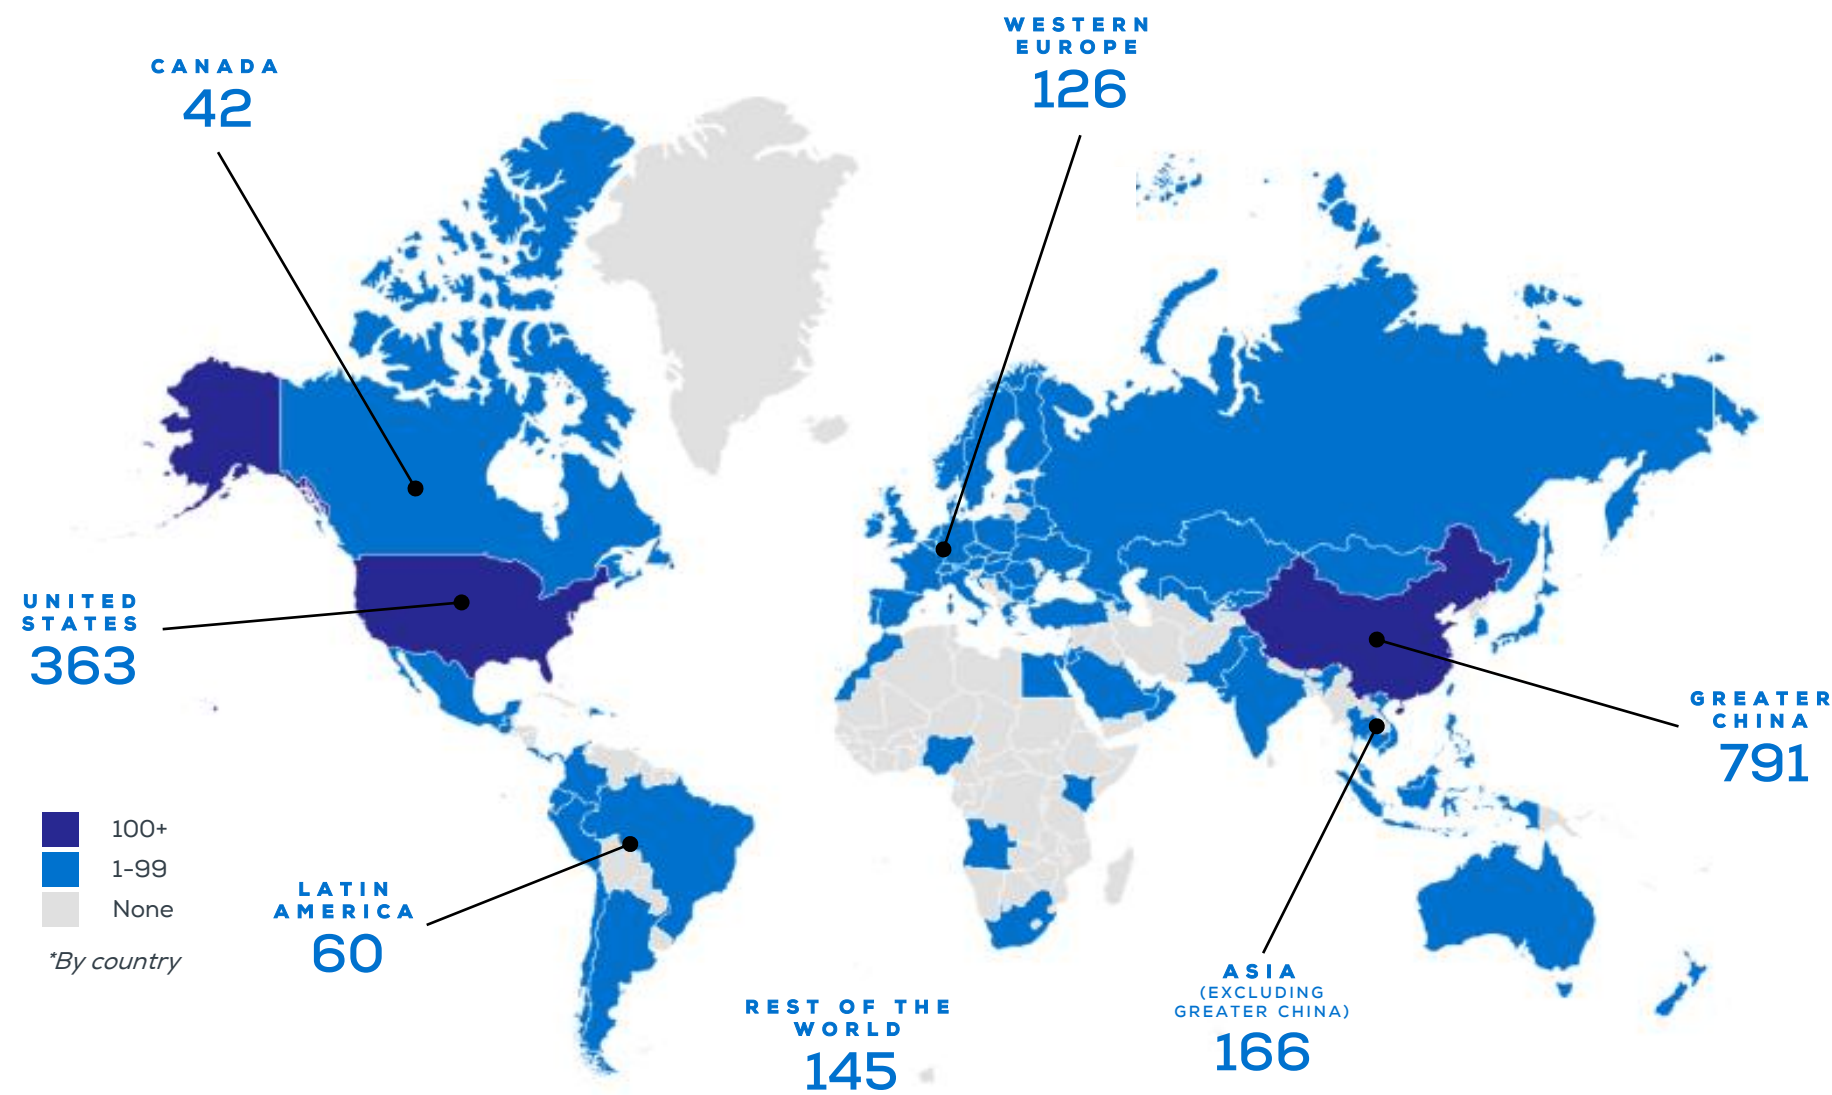 WESTERN
EUROPE
126
CANADA
42
UNITED
STATES
363
GREATER
CHINA
791
100+
1-99
None
*By country
LATIN
AMERICA
60
REST OF THE
WORLD
145
ASIA
(EXCLUDING
GREATER CHINA)
166